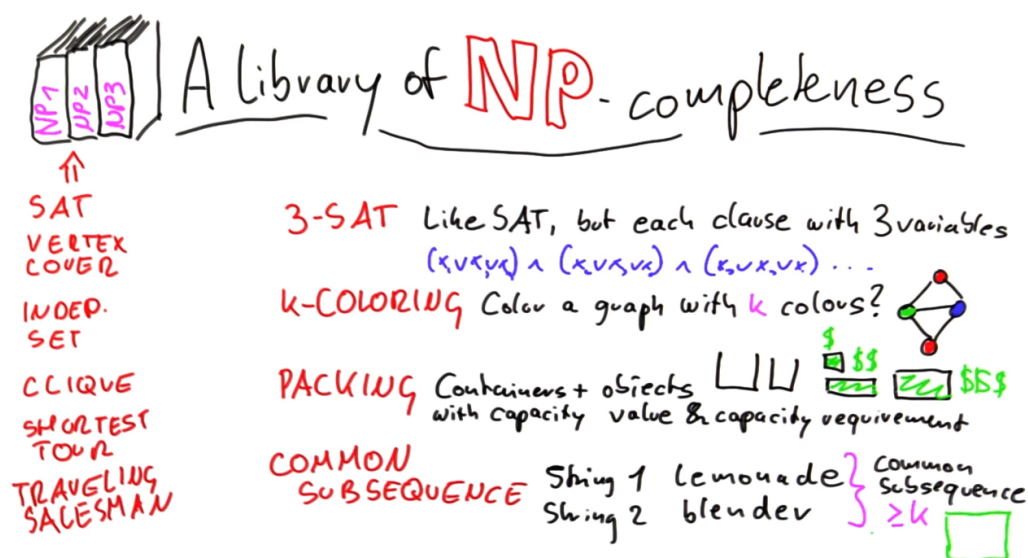 NP1 NP2 NP3
A library of NP-completeness
SAT
VERTEX
COVER
INDEP.
SET
CLIQUE
SHORTEST
TOUR
TRAVELING
SALESMAN
3-SAT Like SAT, but each clause with 3 variables
(x∨x∨x) ∧ (x∨x∨x) ∧ (x∨x∨x) ...
K-COLORING Color a graph with k colors?
PACKING Containers + objects
with capacity value & capacity requirement
$
$$
$$$
COMMON
SUBSEQUENCE
String 1 lemonade
String 2 blender
common
subsequence
≥k